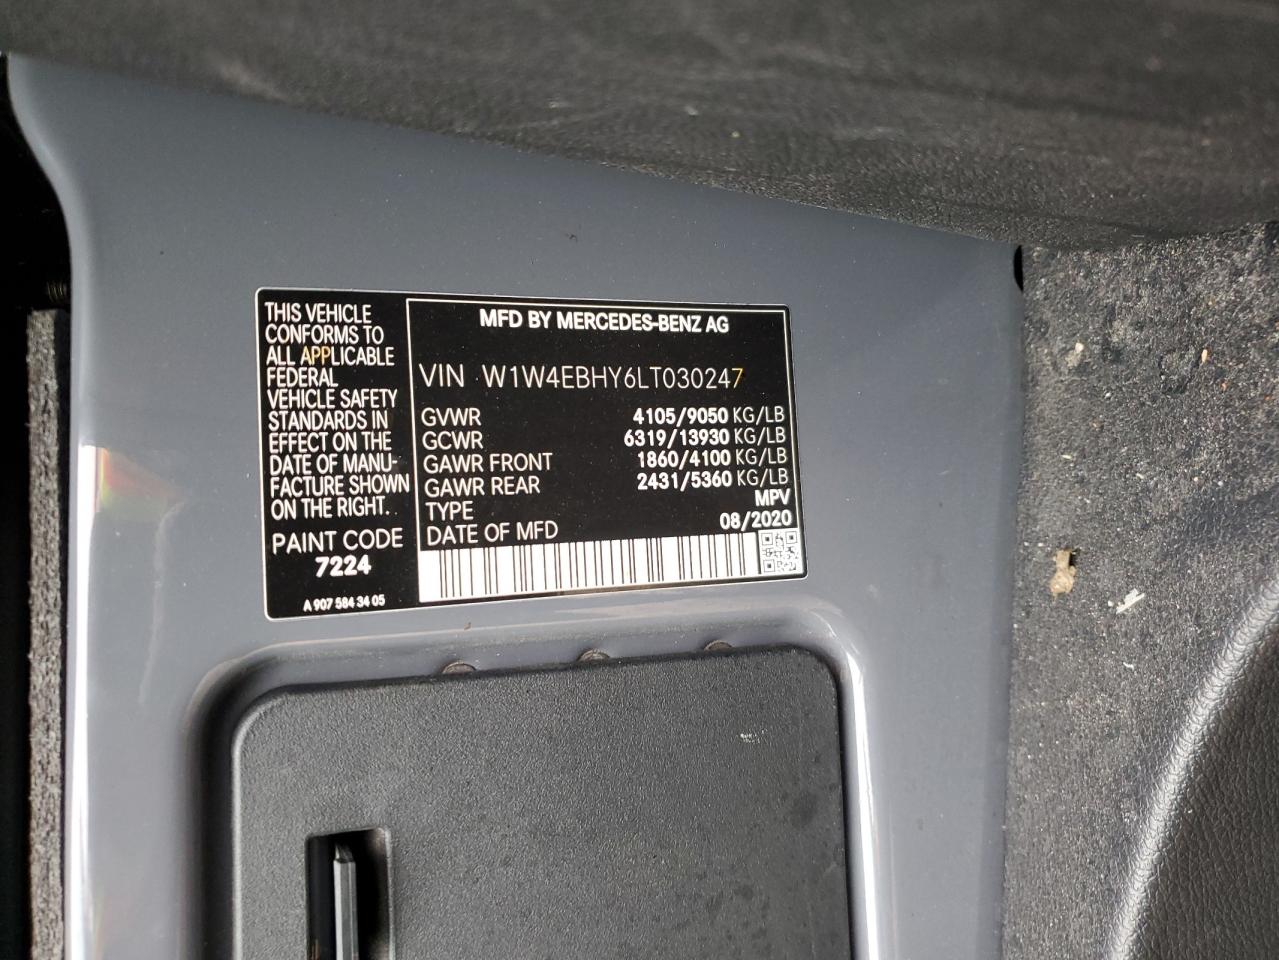 THIS VEHICLE
CONFORMS TO
ALL APPLICABLE
FEDERAL
VEHICLE SAFETY
STANDARDS IN
EFFECT ON THE
DATE OF MANU-
FACTURE SHOWN
ON THE RIGHT.
PAINT CODE
7224
A 907 584 34 05
MFD BY MERCEDES-BENZ AG
VIN W1W4EBHY6LT030247
GVWR 4105/9050 KG/LB
GCWR 6319/13930 KG/LB
GAWR FRONT 1860/4100 KG/LB
GAWR REAR 2431/5360 KG/LB
TYPE MPV
DATE OF MFD 08/2020